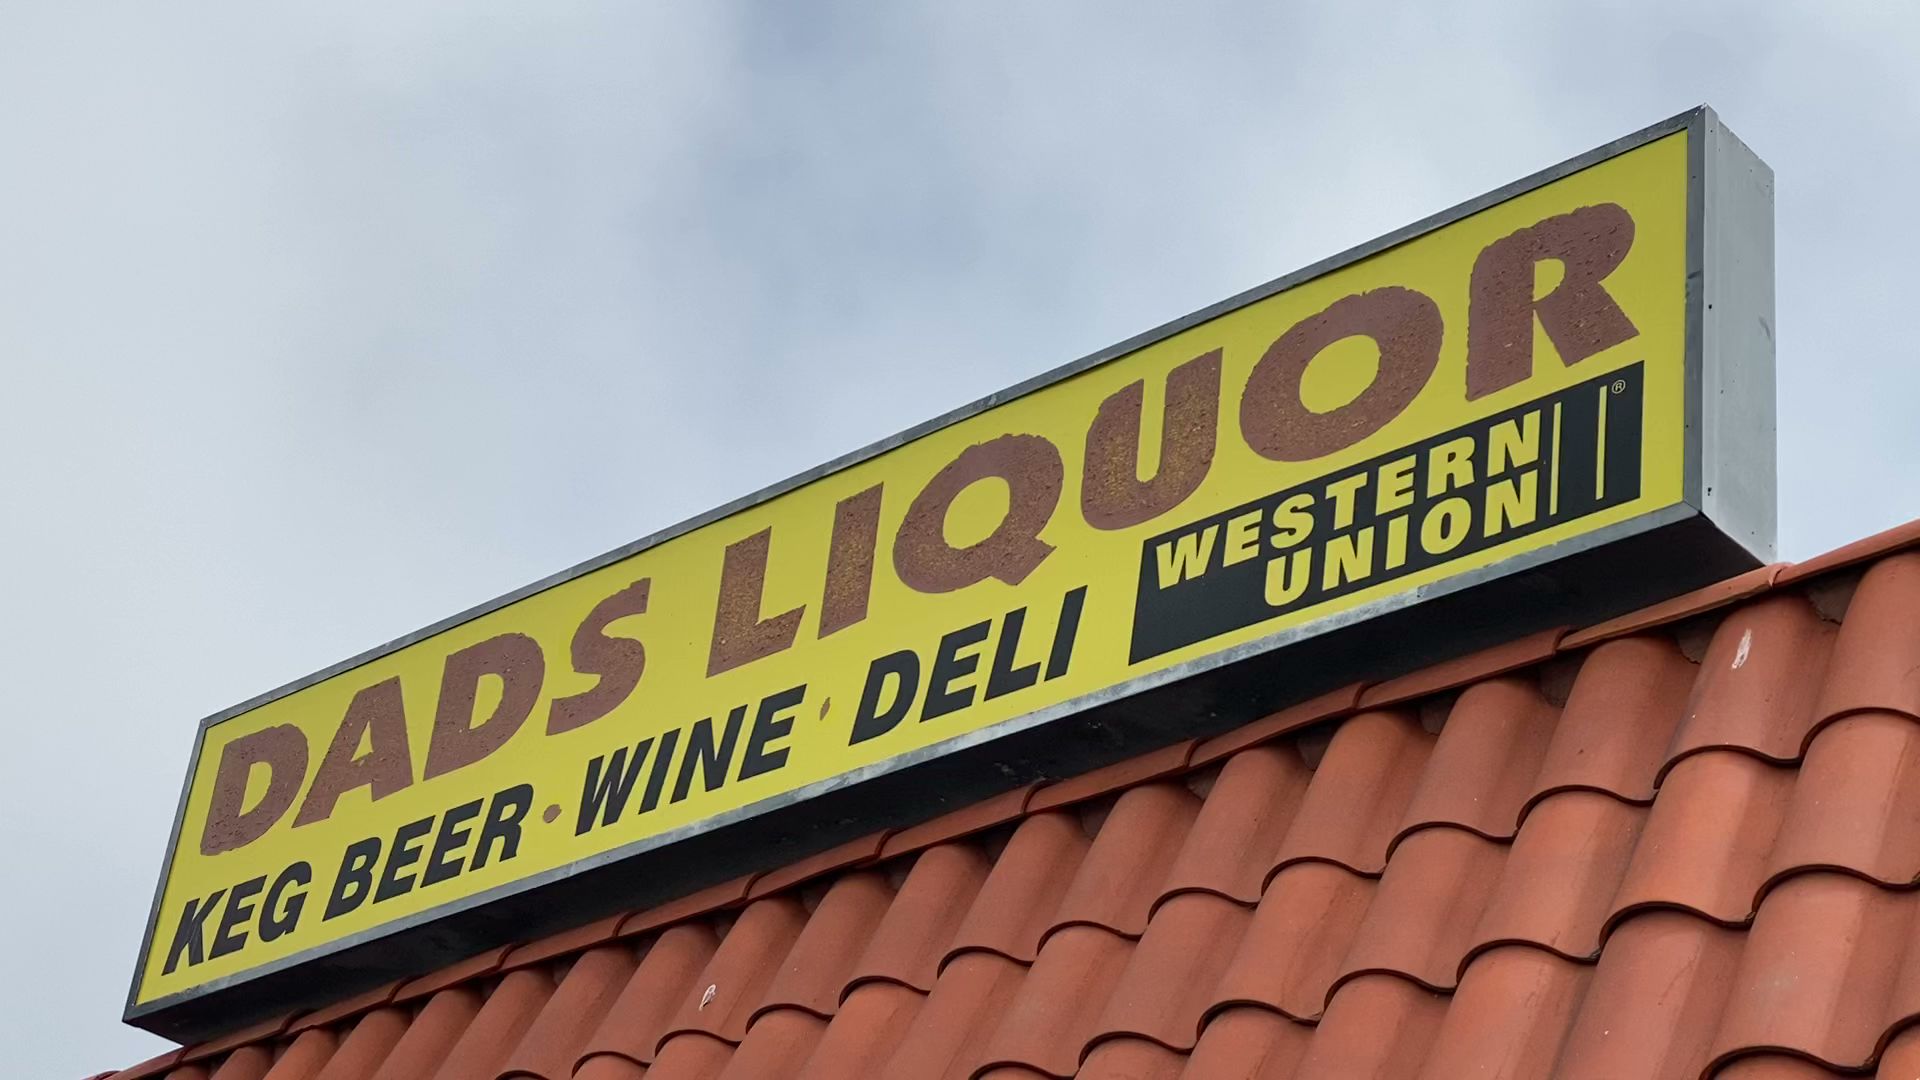 DADS LIQUOR
KEG BEER • WINE • DELI
WESTERN
UNION ®